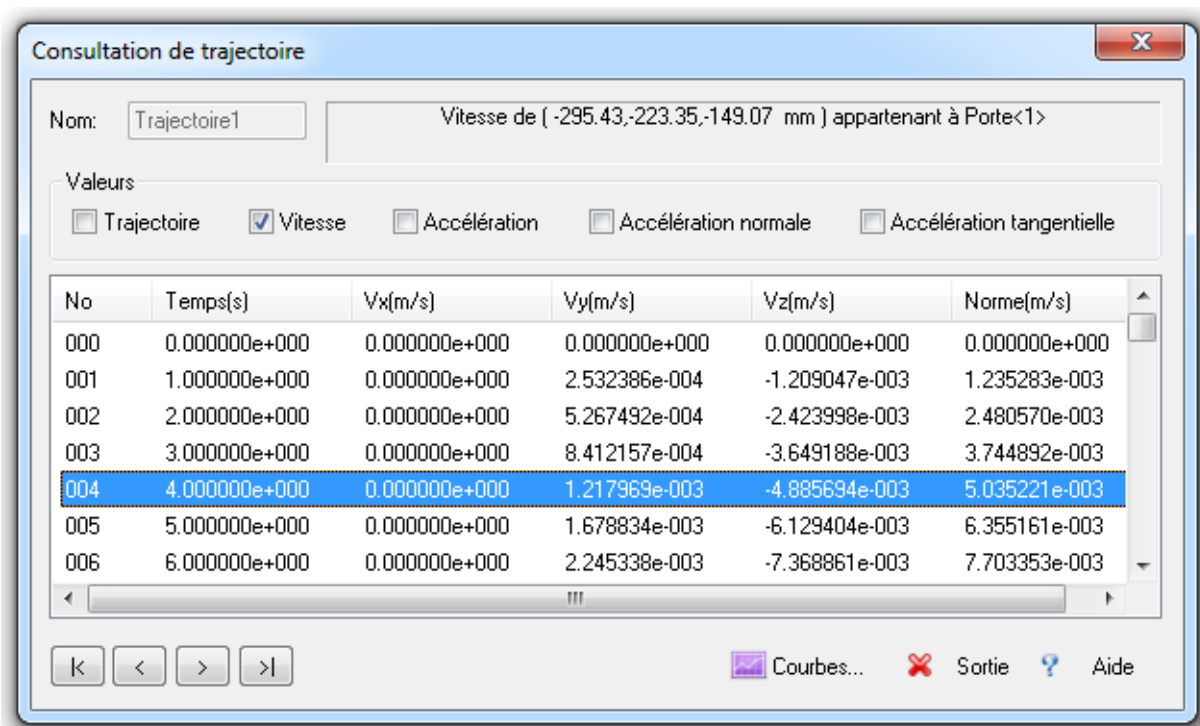 Consultation de trajectoire
Nom: Trajectoire1 Vitesse de ( -295.43,-223.35,-149.07 mm ) appartenant à Porte<1>
Valeurs
Trajectoire Vitesse Accélération Accélération normale Accélération tangentielle
No Temps(s) Vx(m/s) Vy(m/s) Vz(m/s) Norme(m/s)
000 0.000000e+000 0.000000e+000 0.000000e+000 0.000000e+000 0.000000e+000
001 1.000000e+000 0.000000e+000 2.532386e-004 -1.209047e-003 1.235283e-003
002 2.000000e+000 0.000000e+000 5.267492e-004 -2.423998e-003 2.480570e-003
003 3.000000e+000 0.000000e+000 8.412157e-004 -3.649188e-003 3.744892e-003
004 4.000000e+000 0.000000e+000 1.217969e-003 -4.885694e-003 5.035221e-003
005 5.000000e+000 0.000000e+000 1.678834e-003 -6.129404e-003 6.355161e-003
006 6.000000e+000 0.000000e+000 2.245338e-003 -7.368861e-003 7.703353e-003
Courbes... Sortie Aide